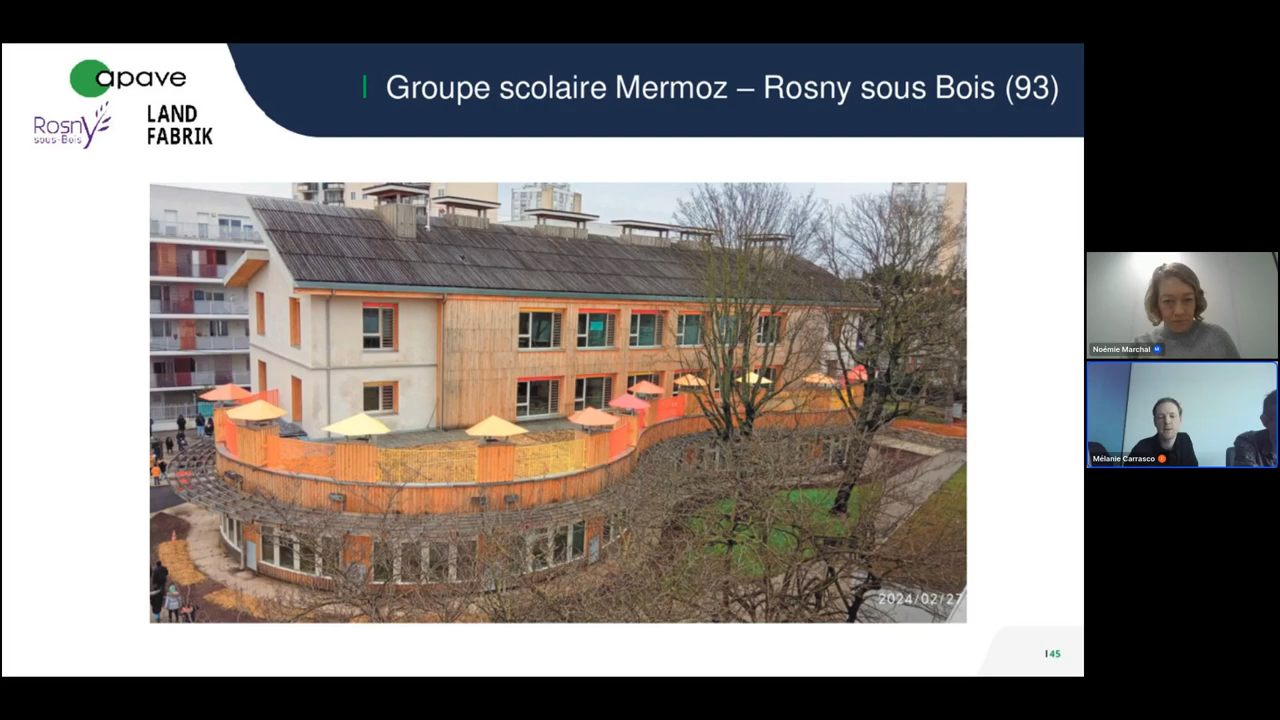 apave
Rosny
sous-Bois
LAND
FABRIK
Groupe scolaire Mermoz – Rosny sous Bois (93)
2024/02/27
45
Noémie Marchal
Mélanie Carrasco